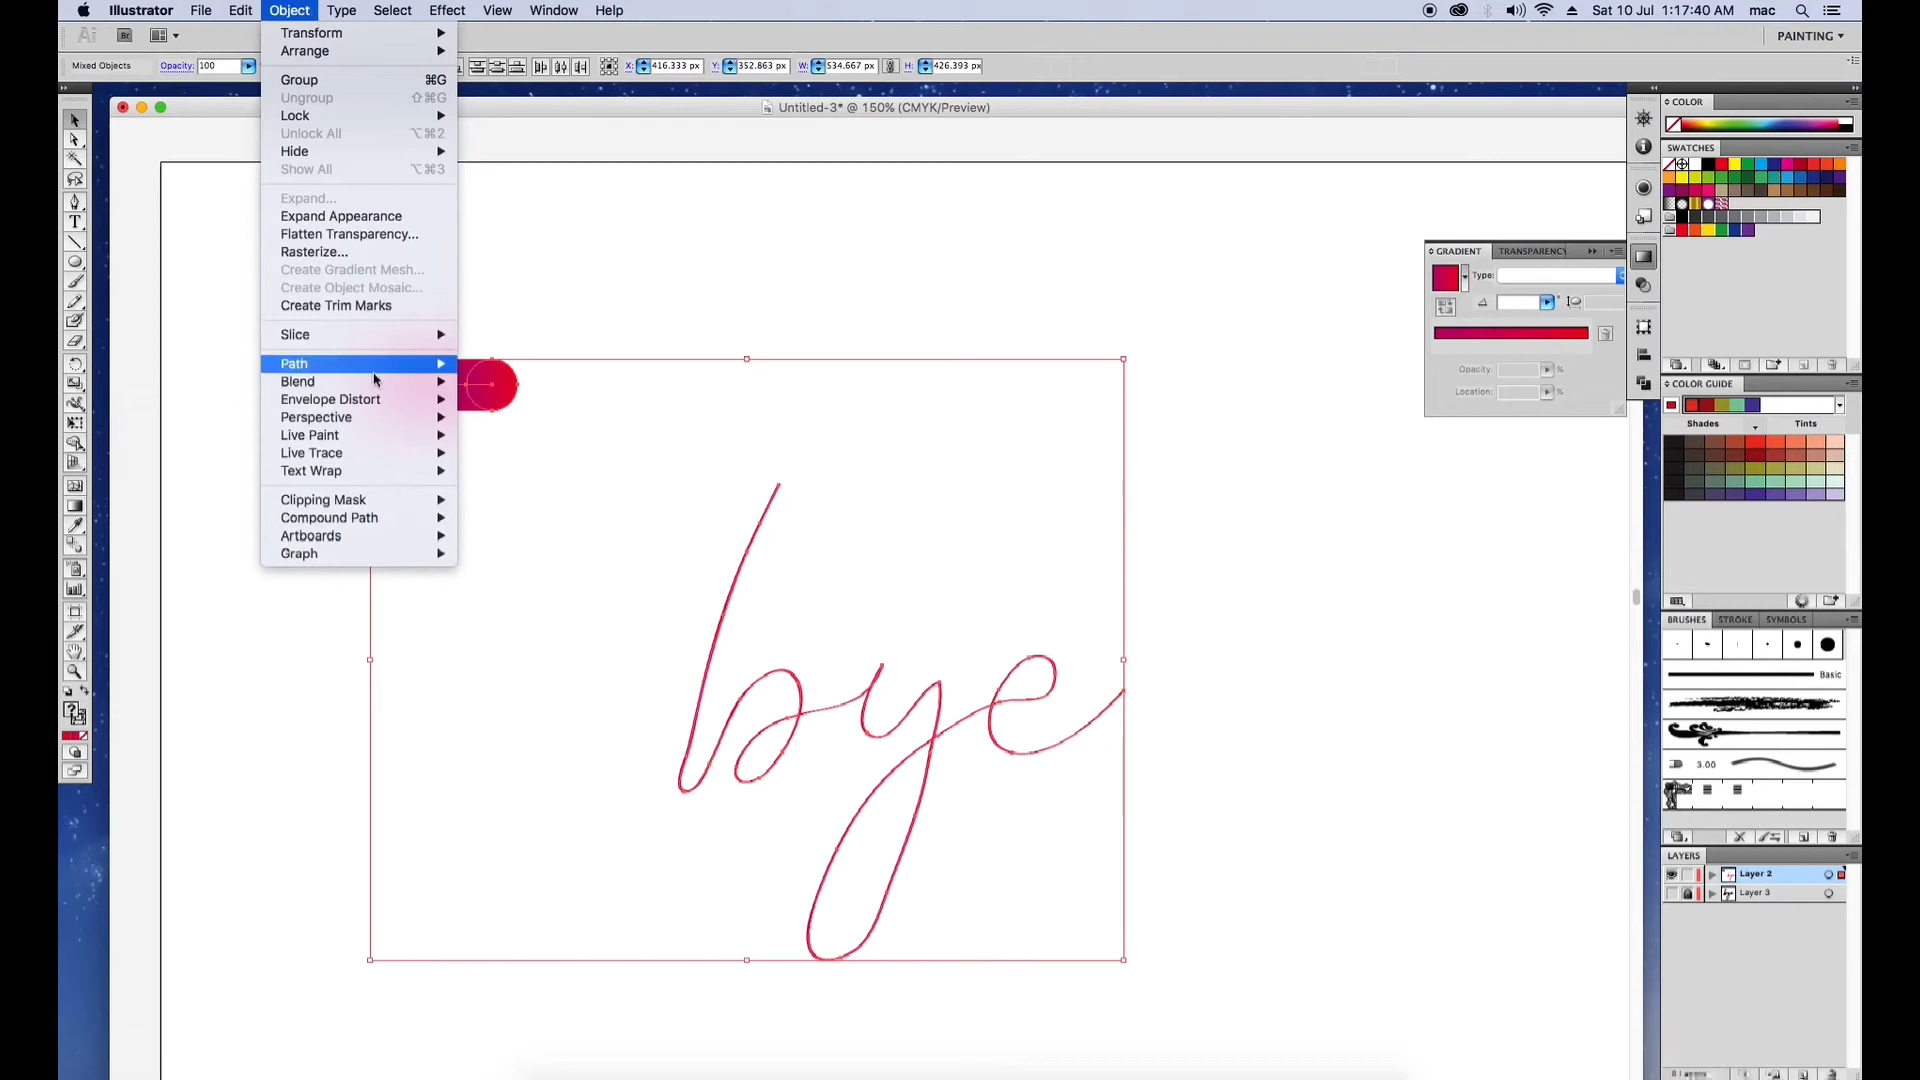 Illustrator File Edit Object Type Select Effect View Window Help
Sat 10 Jul 1:17:40 AM mac
Ai Br PAINTING
Mixed Objects Opacity: 100 X: 416.333 px Y: 352.863 px W: 534.667 px H: 426.393 px
Untitled-3* @ 150% (CMYK/Preview)
Transform
Arrange
Group ⌘G
Ungroup ⇧⌘G
Lock
Unlock All ⌥⌘2
Hide
Show All ⌥⌘3
Expand...
Expand Appearance
Flatten Transparency...
Rasterize...
Create Gradient Mesh...
Create Object Mosaic...
Create Trim Marks
Slice
Path
Blend
Envelope Distort
Perspective
Live Paint
Live Trace
Text Wrap
Clipping Mask
Compound Path
Artboards
Graph
bye
GRADIENT TRANSPARENCY
Type:
Opacity: %
Location: %
COLOR
SWATCHES
COLOR GUIDE
Shades Tints
BRUSHES STROKE SYMBOLS
Basic
3.00
LAYERS
Layer 2
Layer 3